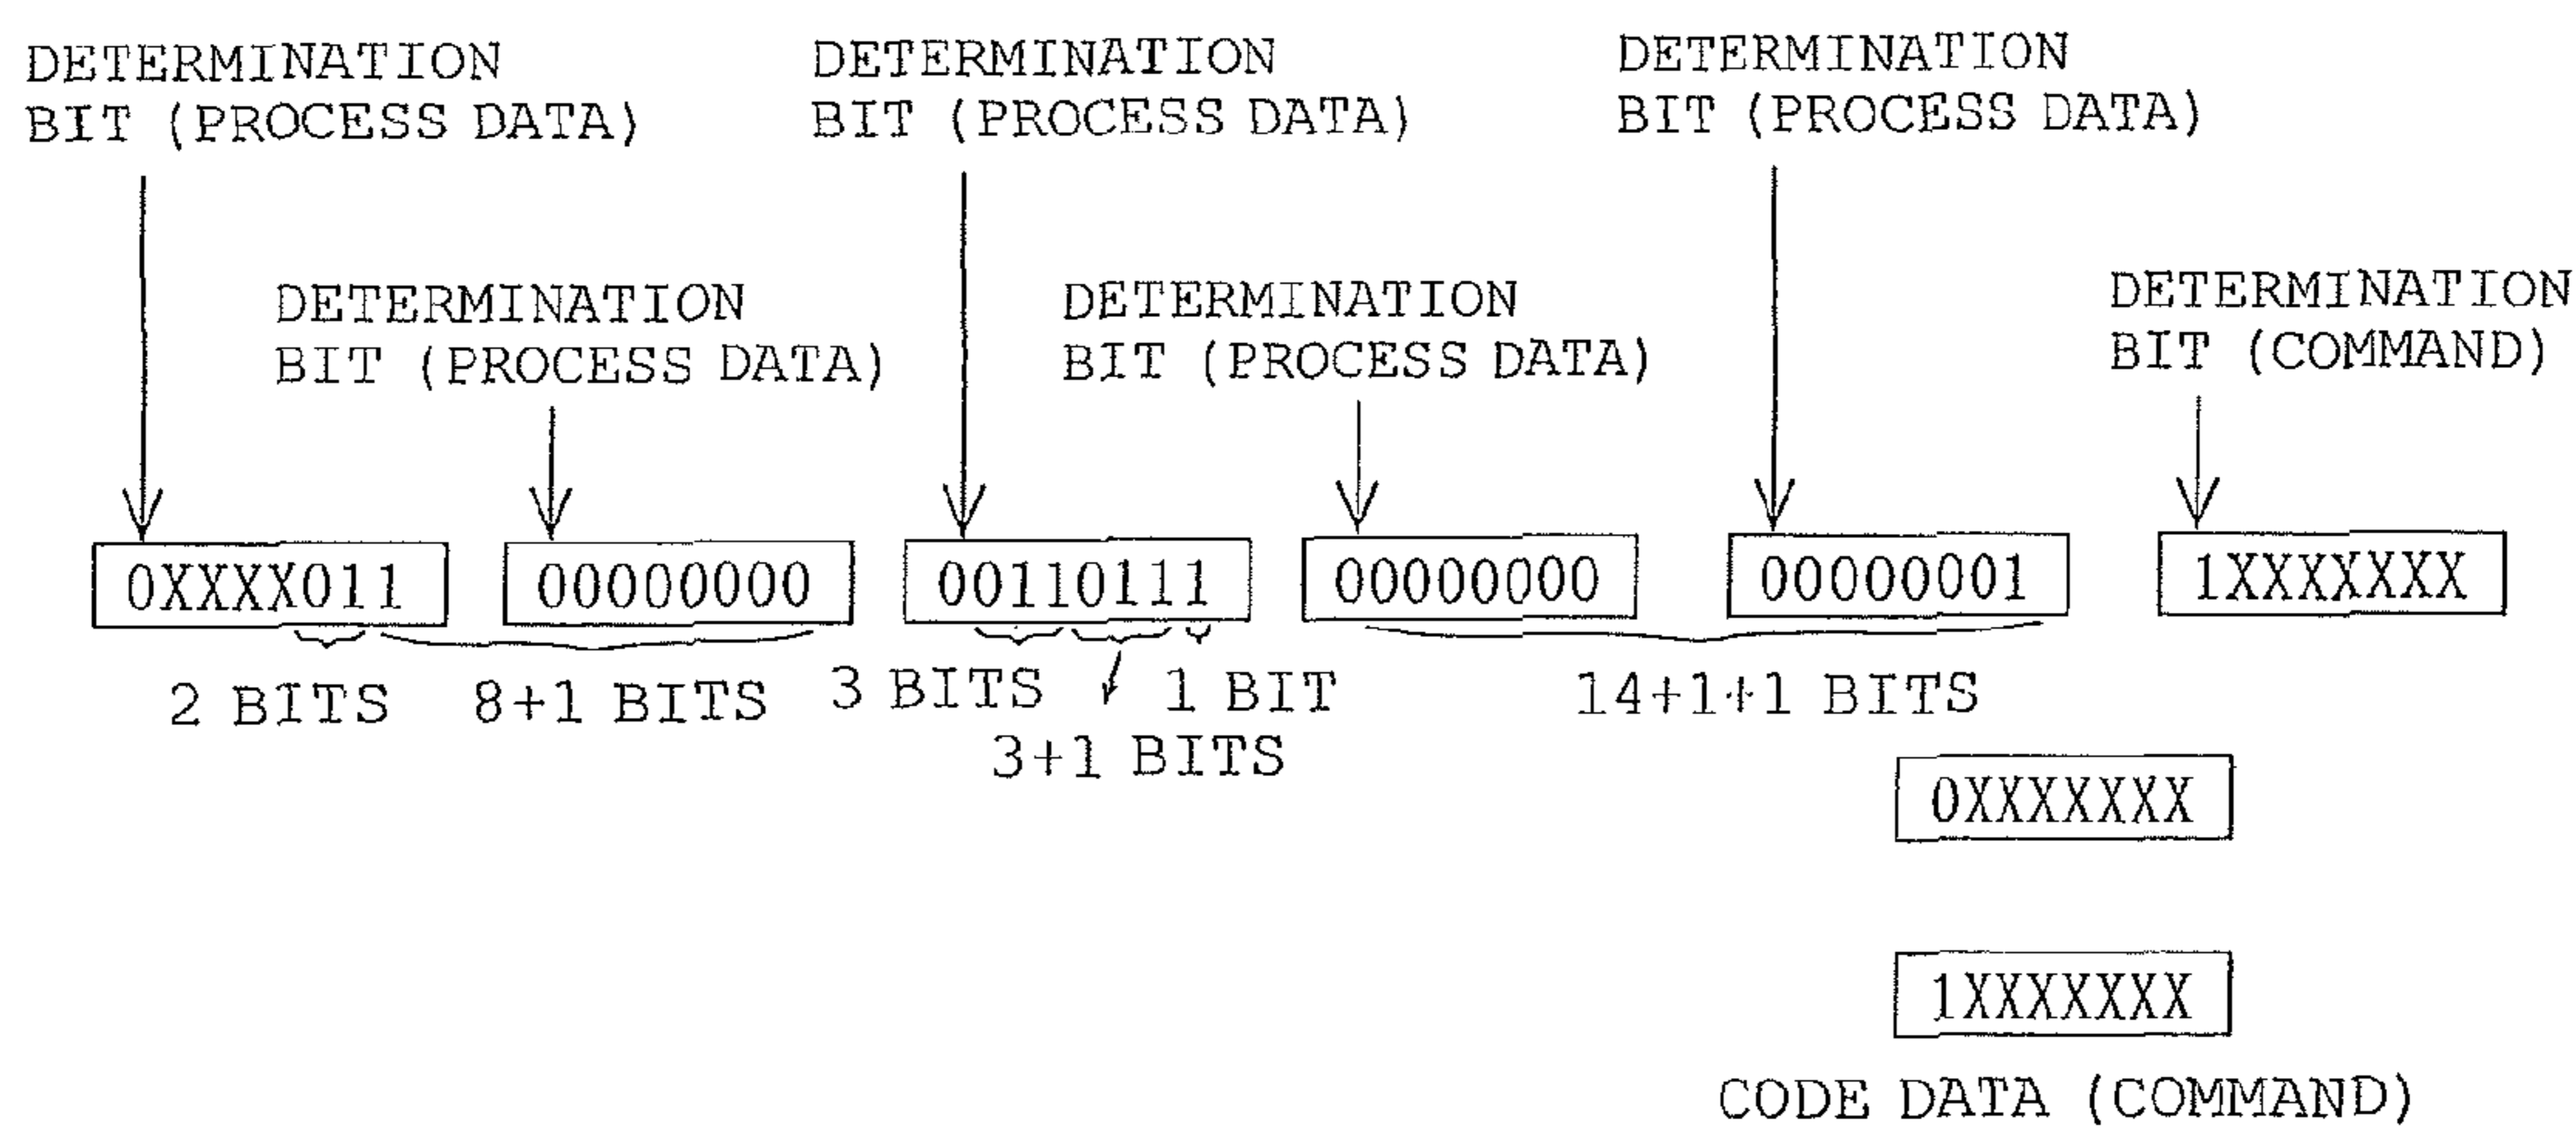 DETERMINATION
BIT (PROCESS DATA)
DETERMINATION
BIT (PROCESS DATA)
DETERMINATION
BIT (PROCESS DATA)
DETERMINATION
BIT (PROCESS DATA)
DETERMINATION
BIT (PROCESS DATA)
DETERMINATION
BIT (COMMAND)
0XXXX011 00000000 00110111 00000000 00000001 1XXXXXXX
2 BITS 8+1 BITS 3 BITS 1 BIT 14+1+1 BITS
3+1 BITS
0XXXXXXX
1XXXXXXX
CODE DATA (COMMAND)